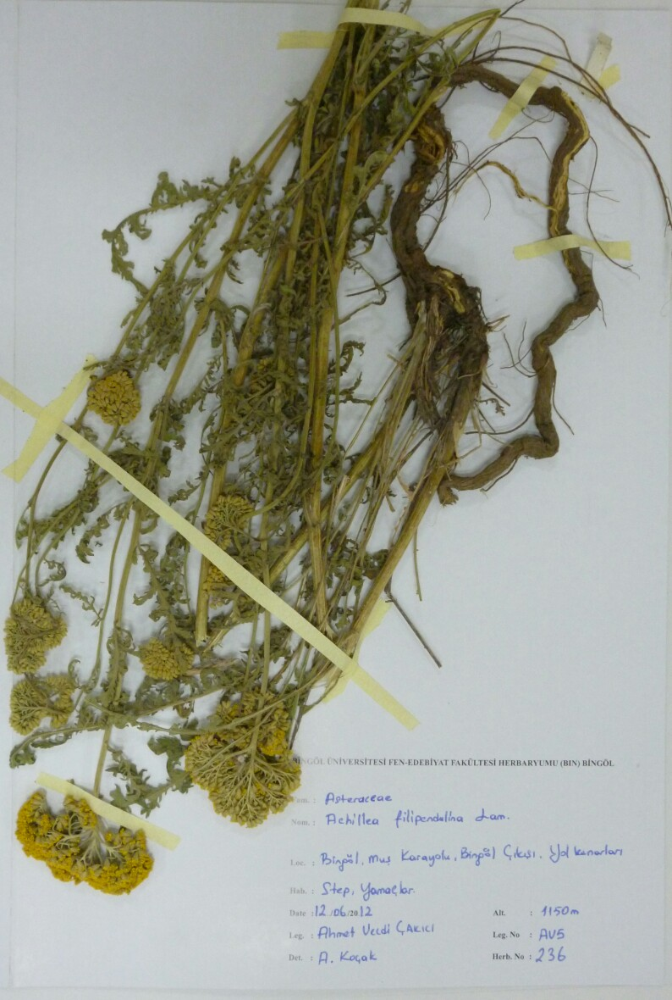 BİNGÖL ÜNİVERSİTESİ FEN-EDEBİYAT FAKÜLTESİ HERBARYUMU (BIN) BİNGÖL
Fam. : Asteraceae
Nom. : Achillea filipendulina Lam.
Loc. : Bingöl, Muş Karayolu, Bingöl Çıkışı, Yol kenarları
Hab. : Step, Yamaçlar.
Date : 12/06/2012 Alt. : 1150m
Leg. : Ahmet Vecdi ÇAKICI Leg. No : AV5
Det. : A. Koçak Herb. No : 236